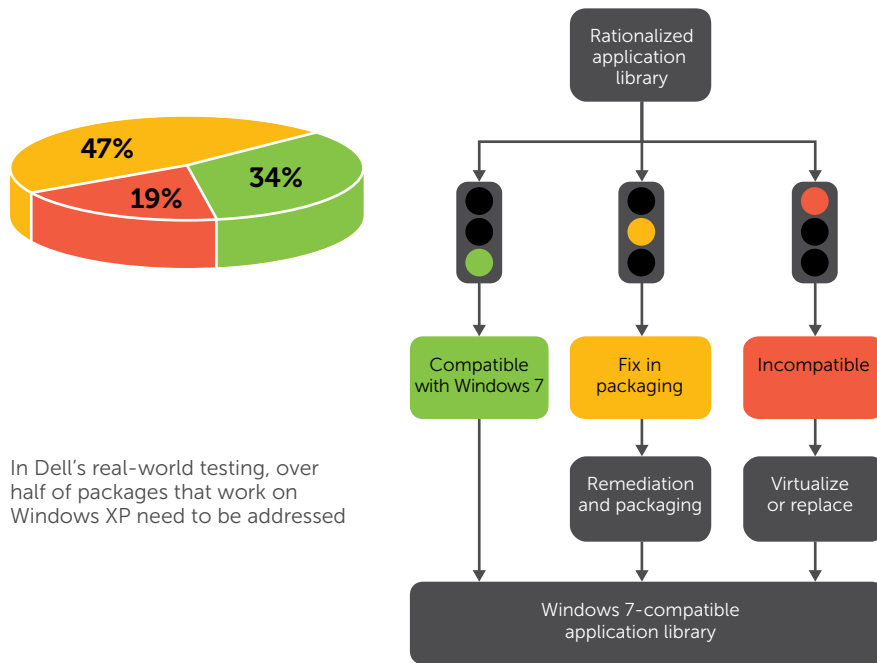 47%
34%
19%
In Dell’s real-world testing, over
half of packages that work on
Windows XP need to be addressed
Rationalized
application
library
Compatible
with Windows 7
Fix in
packaging
Incompatible
Remediation
and packaging
Virtualize
or replace
Windows 7-compatible
application library